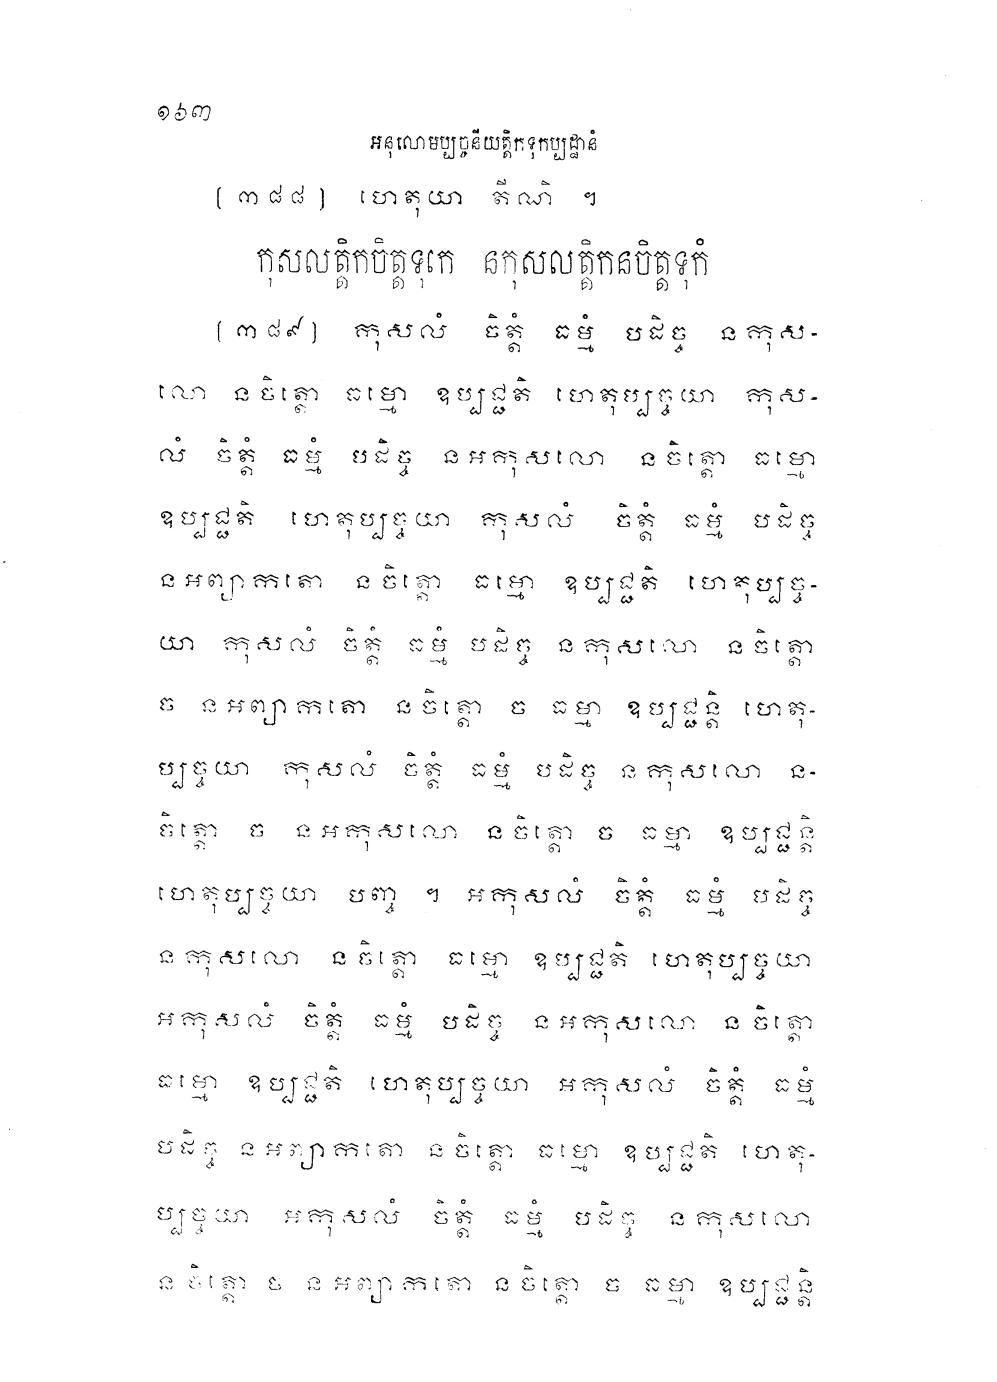 ១៦៣
អនុលោមប្បច្ចនីយត្តិកទុកប្បដ្ឋានំ
[៣៨៨] ហេតុយា តីណិ ។
កុសលត្តិកចិត្តទុកេ នកុសលត្តិកនចិត្តទុកំ
[៣៨៩] កុសលំ ចិត្តំ ធម្មំ បដិច្ច នកុស-
លោ នចិត្តោ ធម្មោ ឧប្បជ្ជតិ ហេតុប្បច្ចយា កុស-
លំ ចិត្តំ ធម្មំ បដិច្ច នអកុសលោ នចិត្តោ ធម្មោ
ឧប្បជ្ជតិ ហេតុប្បច្ចយា កុសលំ ចិត្តំ ធម្មំ បដិច្ច
នអព្យាកតោ នចិត្តោ ធម្មោ ឧប្បជ្ជតិ ហេតុប្បច្ច-
យា កុសលំ ចិត្តំ ធម្មំ បដិច្ច នកុសលោ នចិត្តោ
ច នអព្យាកតោ នចិត្តោ ច ធម្មា ឧប្បជ្ជន្តិ ហេតុ-
ប្បច្ចយា កុសលំ ចិត្តំ ធម្មំ បដិច្ច នកុសលោ ន-
ចិត្តោ ច នអកុសលោ នចិត្តោ ច ធម្មា ឧប្បជ្ជន្តិ
ហេតុប្បច្ចយា បញ្ច ។ អកុសលំ ចិត្តំ ធម្មំ បដិច្ច
នកុសលោ នចិត្តោ ធម្មោ ឧប្បជ្ជតិ ហេតុប្បច្ចយា
អកុសលំ ចិត្តំ ធម្មំ បដិច្ច នអកុសលោ នចិត្តោ
ធម្មោ ឧប្បជ្ជតិ ហេតុប្បច្ចយា អកុសលំ ចិត្តំ ធម្មំ
បដិច្ច នអព្យាកតោ នចិត្តោ ធម្មោ ឧប្បជ្ជតិ ហេតុ-
ប្បច្ចយា អកុសលំ ចិត្តំ ធម្មំ បដិច្ច នកុសលោ
នចិត្តោ ច នអព្យាកតោ នចិត្តោ ច ធម្មា ឧប្បជ្ជន្តិ